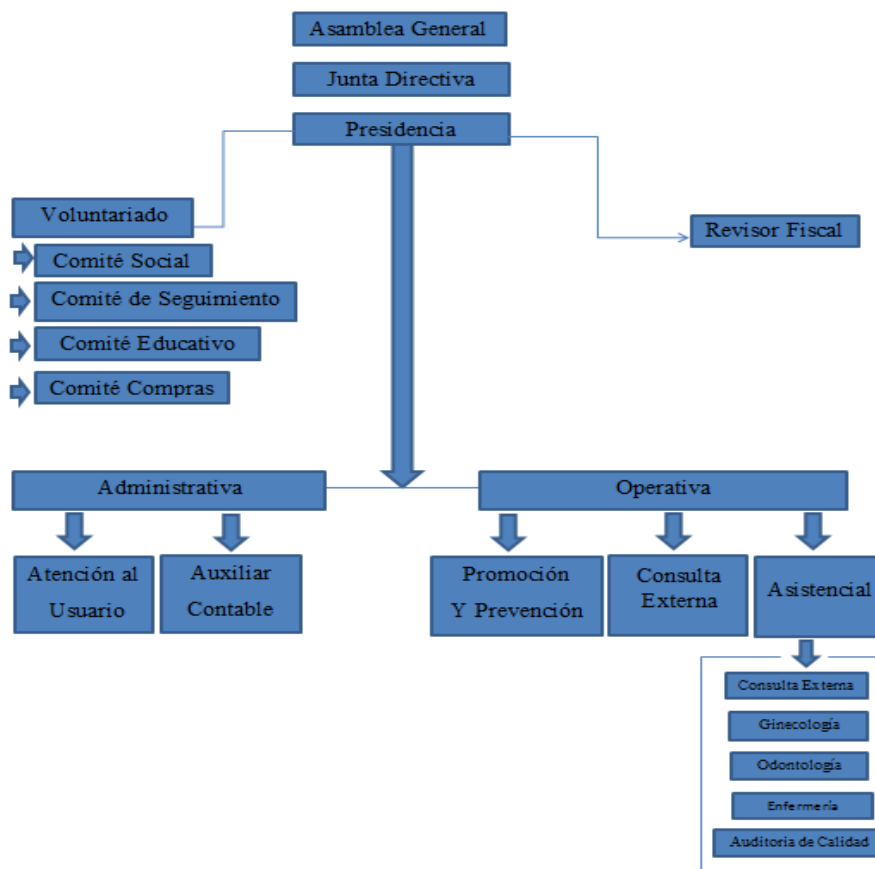 Asamblea General
Junta Directiva
Presidencia
Voluntariado
Revisor Fiscal
Comité Social
Comité de Seguimiento
Comité Educativo
Comité Compras
Administrativa
Operativa
Atención al
Usuario
Auxiliar
Contable
Promoción
Y Prevención
Consulta
Externa
Asistencial
Consulta Externa
Ginecología
Odontología
Enfermería
Auditoria de Calidad